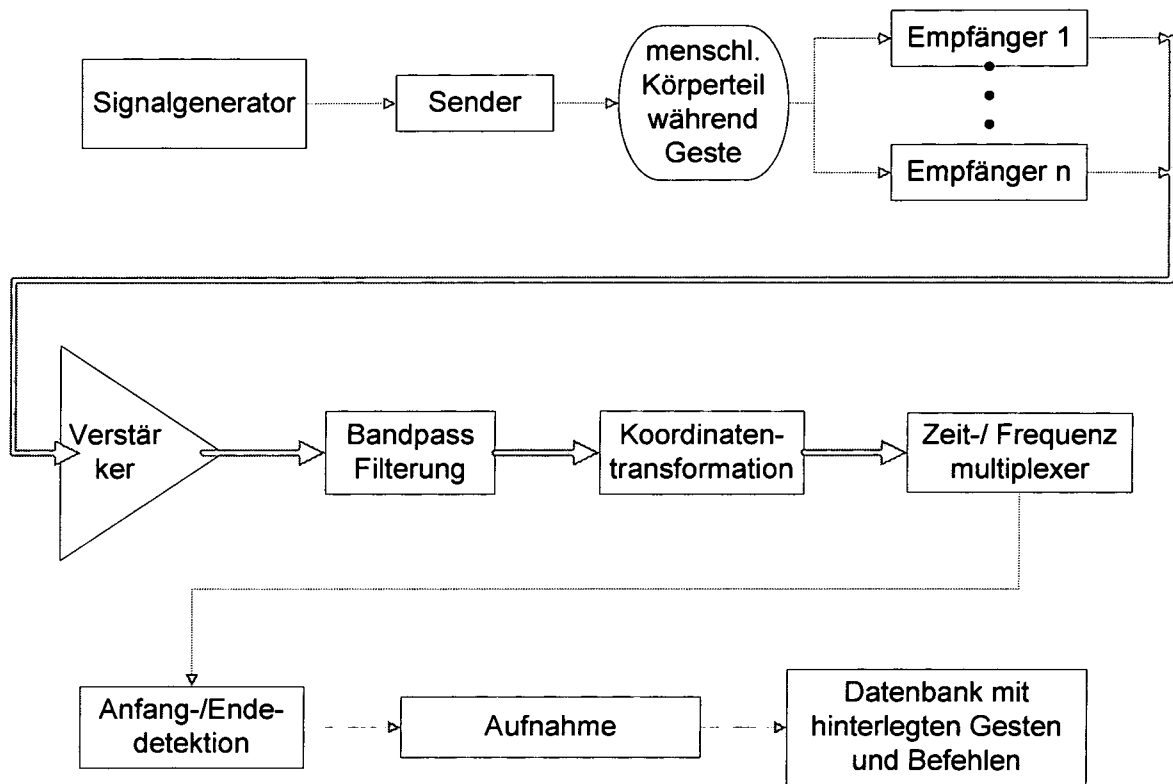 Signalgenerator
Sender
menschl.
Körperteil
während
Geste
Empfänger 1
Empfänger n
Verstär
ker
Bandpass
Filterung
Koordinaten-
transformation
Zeit-/ Frequenz
multiplexer
Anfang-/Ende-
detektion
Aufnahme
Datenbank mit
hinterlegten Gesten
und Befehlen